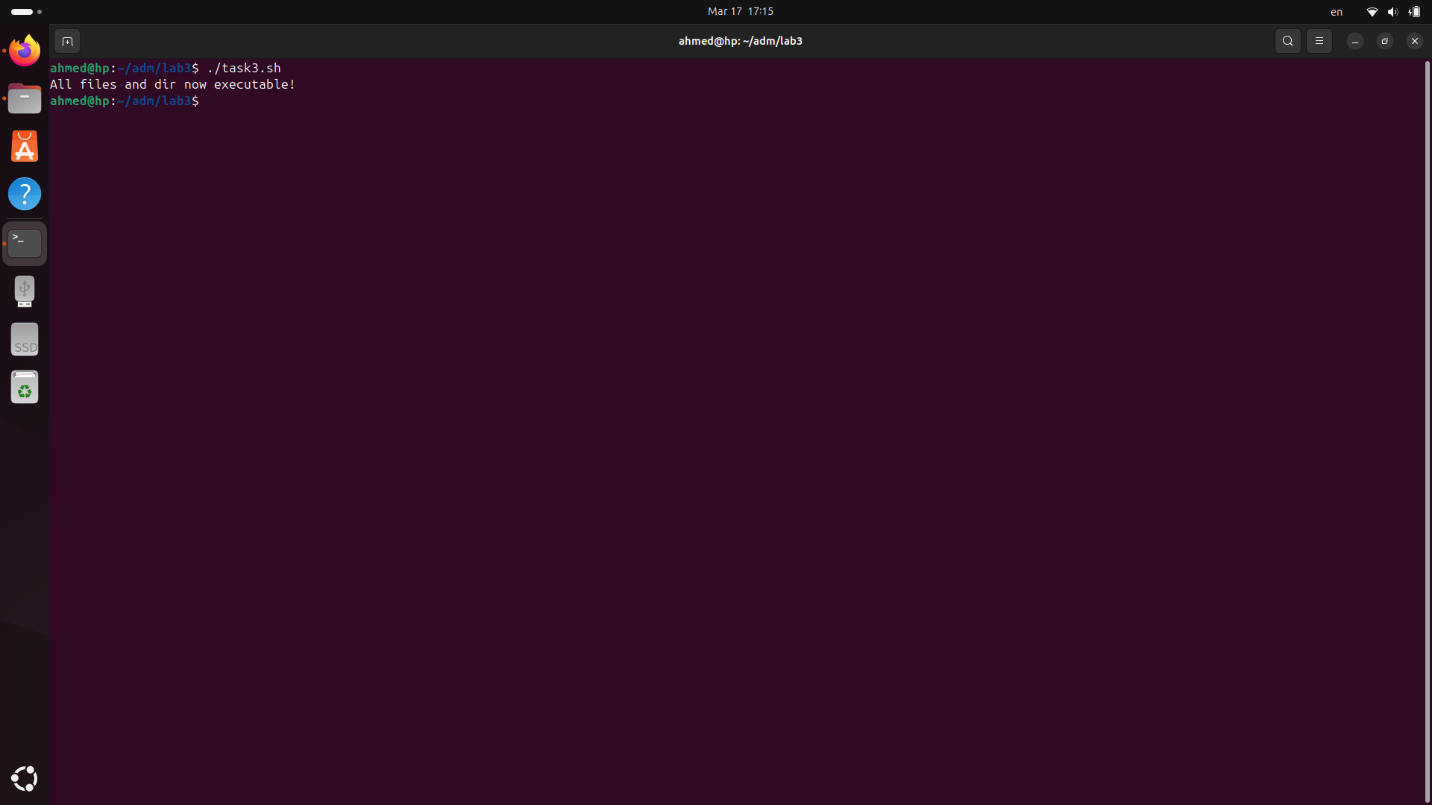 Mar 17 17:15
en
ahmed@hp: ~/adm/lab3
ahmed@hp:~/adm/lab3$ ./task3.sh
All files and dir now executable!
ahmed@hp:~/adm/lab3$
>_
SSD